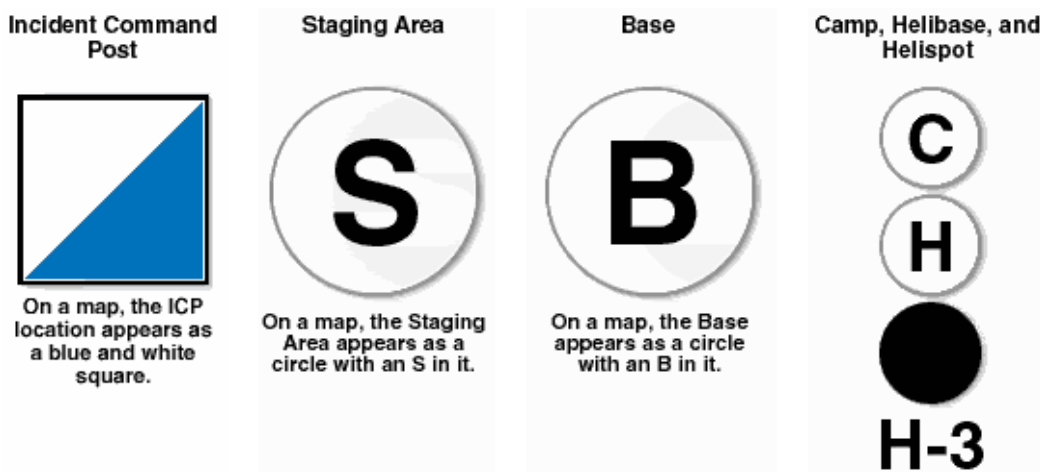 Incident Command
Post
On a map, the ICP
location appears as
a blue and white
square.
Staging Area
S
On a map, the Staging
Area appears as a
circle with an S in it.
Base
B
On a map, the Base
appears as a circle
with an B in it.
Camp, Helibase, and
Helispot
C
H
H-3